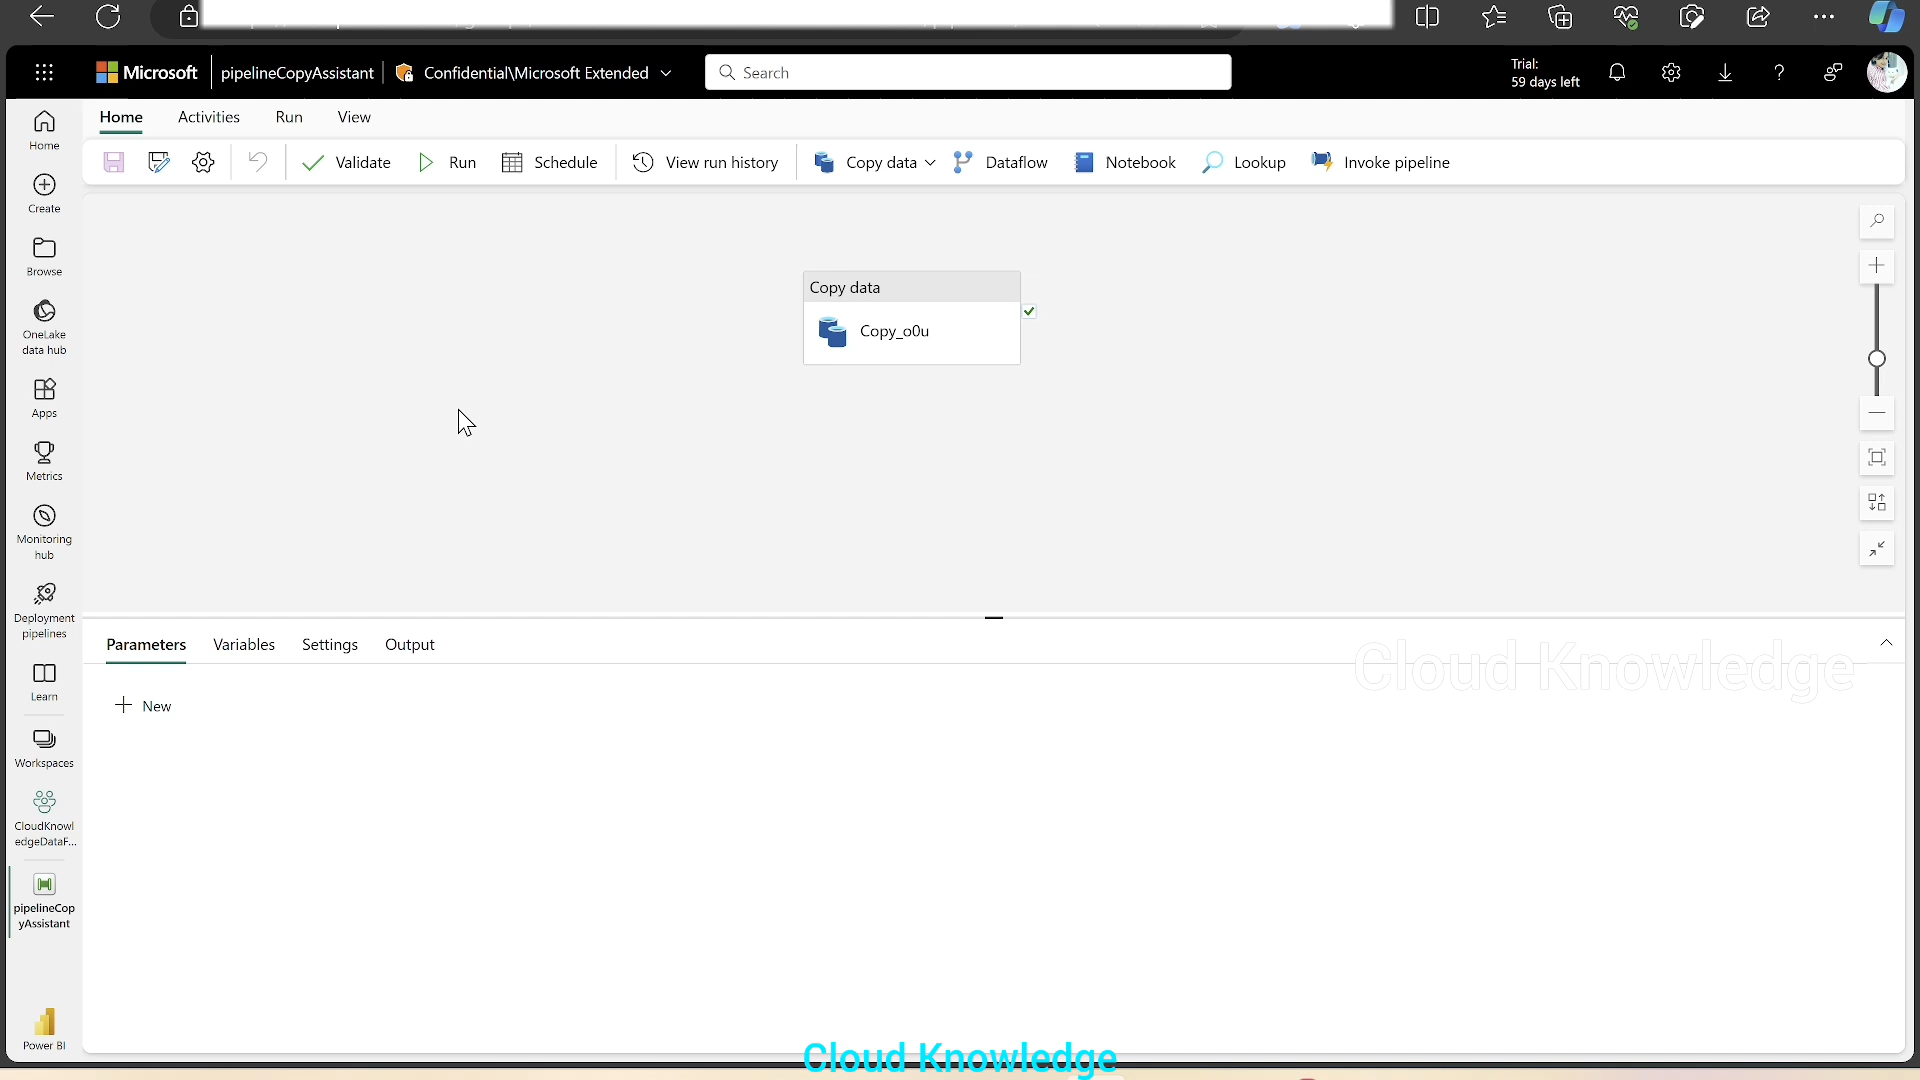 Microsoft pipelineCopyAssistant Confidential\Microsoft Extended Search Trial:
59 days left
Home Activities Run View
Validate Run Schedule View run history Copy data Dataflow Notebook Lookup Invoke pipeline
Home
Create
Browse
OneLake
data hub
Apps
Metrics
Monitoring
hub
Deployment
pipelines
Learn
Workspaces
CloudKnowl
edgeDataF...
pipelineCop
yAssistant
Power BI
Copy data
Copy_o0u
Parameters Variables Settings Output
New
Cloud Knowledge
Cloud Knowledge